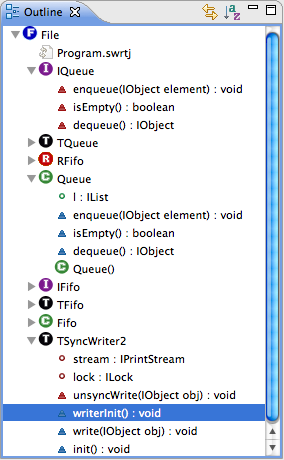 Outline
File
Program.swrtj
IQueue
enqueue(IObject element) : void
isEmpty() : boolean
dequeue() : IObject
TQueue
RFifo
Queue
l : IList
enqueue(IObject element) : void
isEmpty() : boolean
dequeue() : IObject
Queue()
IFifo
TFifo
Fifo
TSyncWriter2
stream : IPrintStream
lock : ILock
unsyncWrite(IObject obj) : void
writerInit() : void
write(IObject obj) : void
init() : void